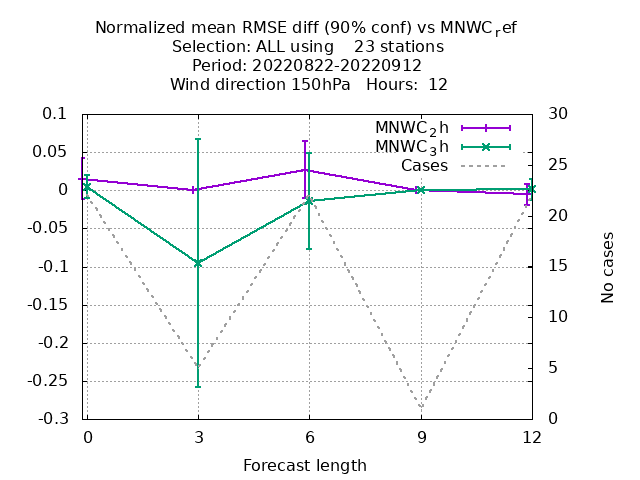 Normalized mean RMSE diff (90% conf) vs MNWC_ref
Selection: ALL using    23 stations
Period: 20220822-20220912
Wind direction 150hPa   Hours:  12
MNWC_2h
MNWC_3h
Cases
0.1
0.05
0
-0.05
-0.1
-0.15
-0.2
-0.25
-0.3
30
25
20
15
10
5
0
No cases
0 3 6 9 12
Forecast length